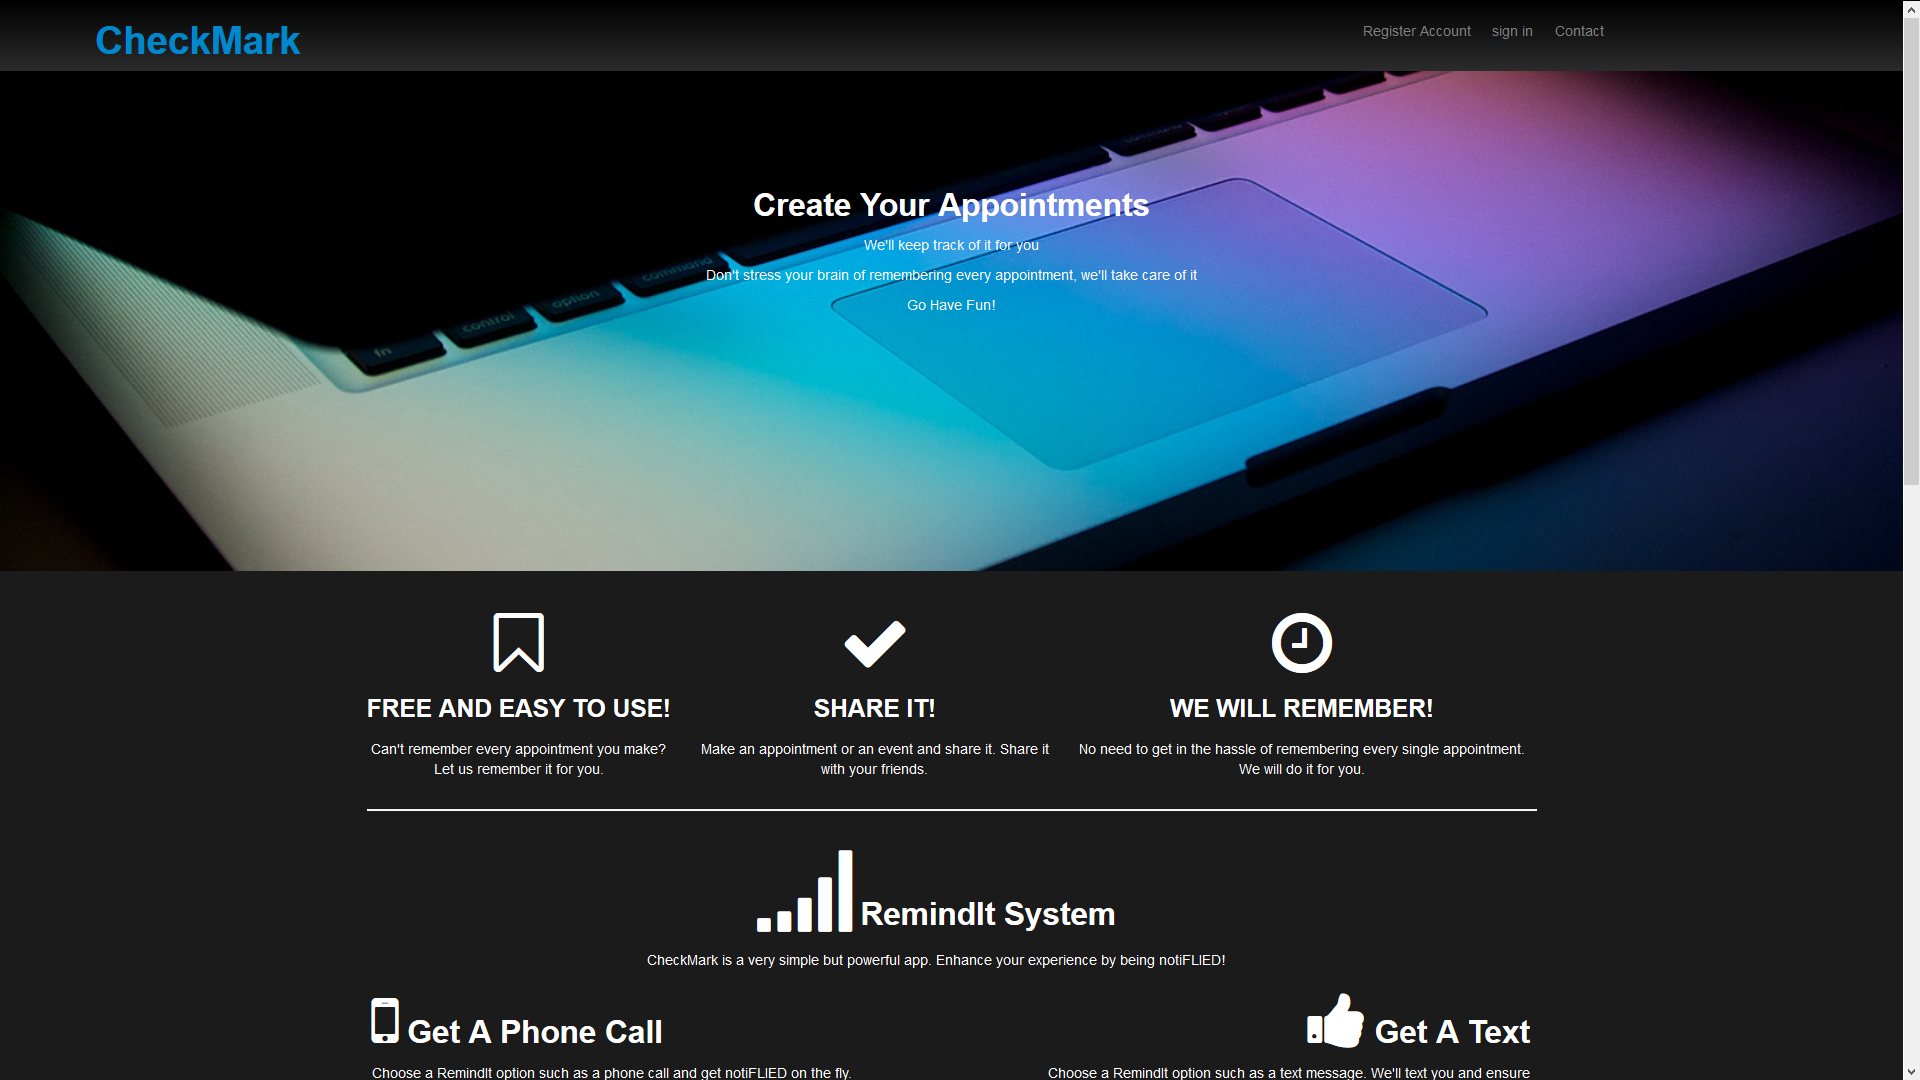 CheckMark
Register Account
sign in
Contact
Create Your Appointments
We'll keep track of it for you
Don't stress your brain of remembering every appointment, we'll take care of it
Go Have Fun!
fn
control
option
command
command
FREE AND EASY TO USE!
Can't remember every appointment you make?
Let us remember it for you.
SHARE IT!
Make an appointment or an event and share it. Share it
with your friends.
WE WILL REMEMBER!
No need to get in the hassle of remembering every single appointment.
We will do it for you.
RemindIt System
CheckMark is a very simple but powerful app. Enhance your experience by being notiFLIED!
Get A Phone Call
Choose a RemindIt option such as a phone call and get notiFLIED on the fly.
Get A Text
Choose a RemindIt option such as a text message. We'll text you and ensure